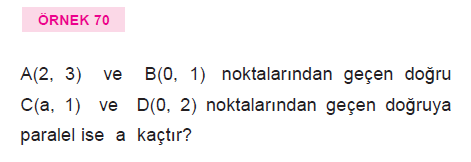 ÖRNEK 70
A(2, 3) ve B(0, 1) noktalarından geçen doğru
C(a, 1) ve D(0, 2) noktalarından geçen doğruya
paralel ise a kaçtır?